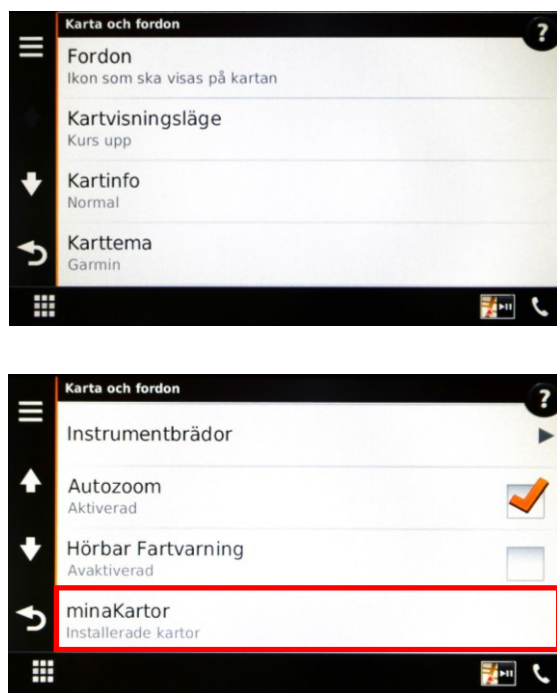 Karta och fordon
?
Fordon
Ikon som ska visas på kartan
Kartvisningsläge
Kurs upp
Kartinfo
Normal
Karttema
Garmin
Karta och fordon
?
Instrumentbrädor
Autozoom
Aktiverad
Hörbar Fartvarning
Avaktiverad
minaKartor
Installerade kartor